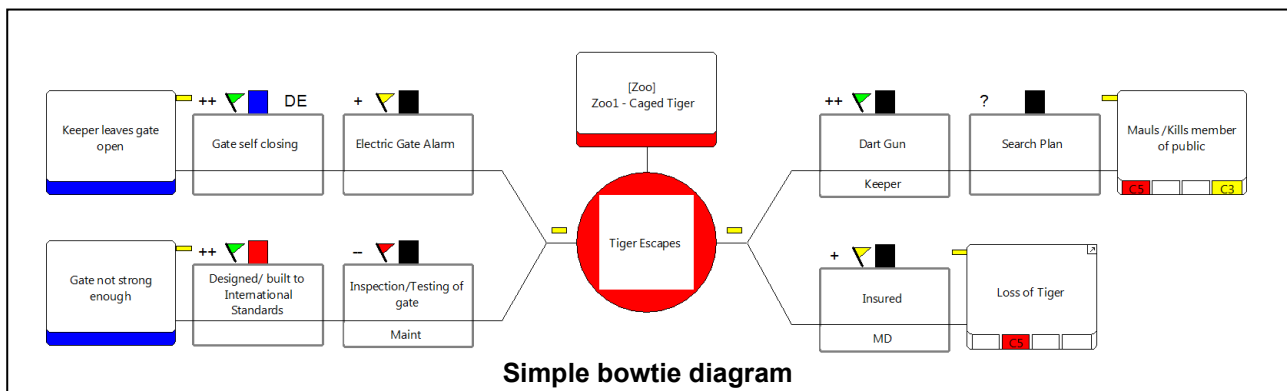 [Zoo]
Zoo1 - Caged Tiger
++
DE
+
++
?
Keeper leaves gate
open
Gate self closing
Electric Gate Alarm
Dart Gun
Keeper
Search Plan
Mauls /Kills member
of public
C5
C3
Tiger Escapes
++
--
+
Gate not strong
enough
Designed/ built to
International
Standards
Inspection/Testing of
gate
Maint
Insured
MD
Loss of Tiger
C5
Simple bowtie diagram